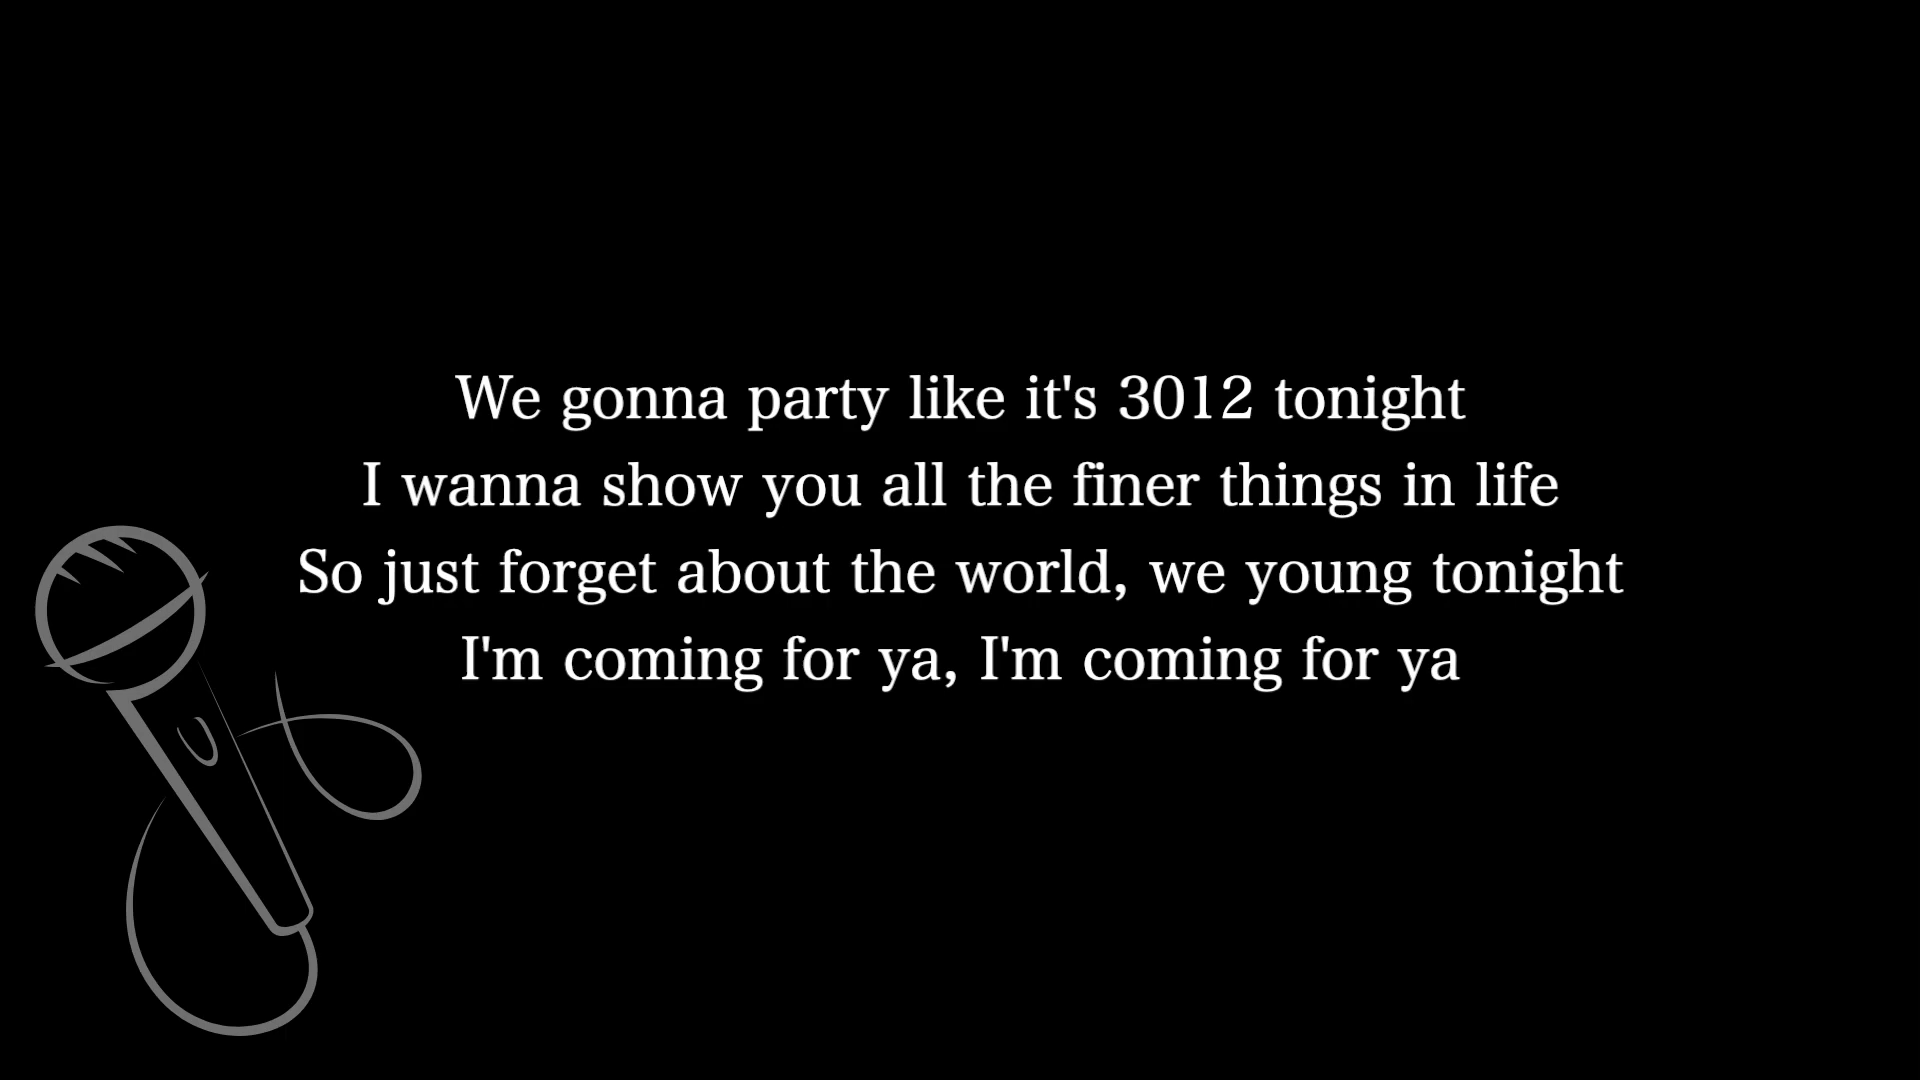 We gonna party like it's 3012 tonight
I wanna show you all the finer things in life
So just forget about the world, we young tonight
I'm coming for ya, I'm coming for ya